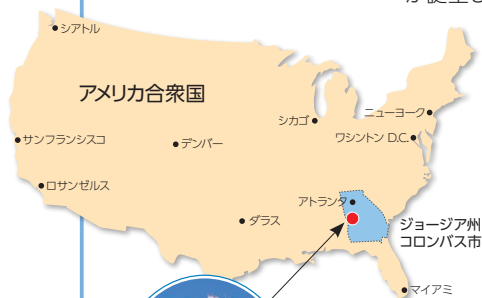 シアトル
アメリカ合衆国
シカゴ
ニューヨーク
ワシントン D.C.
サンフランシスコ
デンバー
ロサンゼルス
アトランタ
ダラス
ジョージア州
コロンバス市
マイアミ